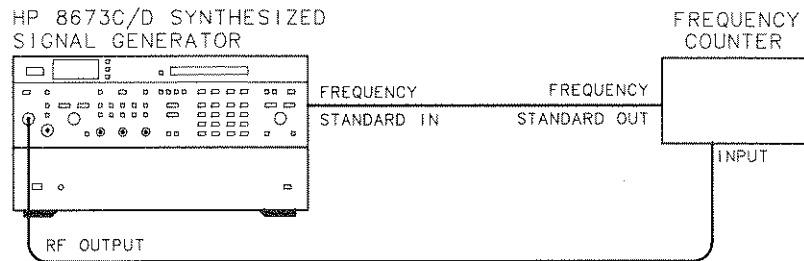 HP 8673C/D SYNTHESIZED
SIGNAL GENERATOR
FREQUENCY
COUNTER
FREQUENCY
STANDARD IN
FREQUENCY
STANDARD OUT
INPUT
RF OUTPUT